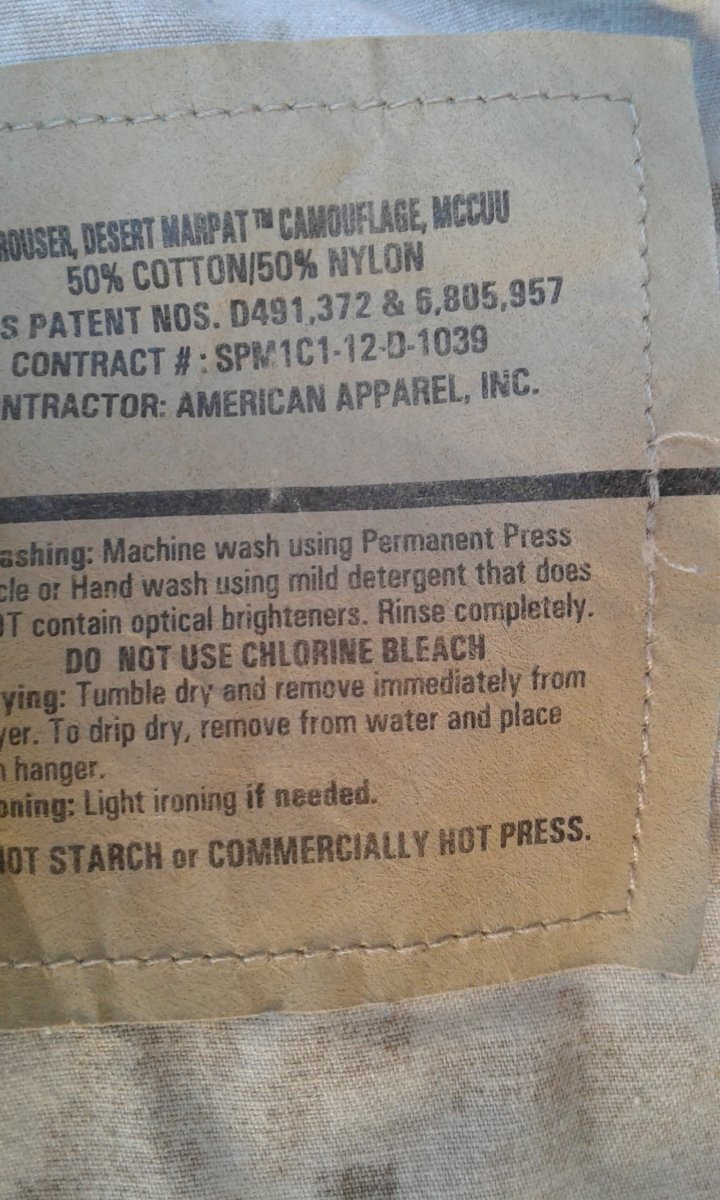 ROUSER, DESERT MARPAT™ CAMOUFLAGE, MCCUU
50% COTTON/50% NYLON
S PATENT NOS. D491,372 & 6,805,957
CONTRACT # : SPM1C1-12-D-1039
NTRACTOR: AMERICAN APPAREL, INC.
ashing: Machine wash using Permanent Press
cle or Hand wash using mild detergent that does
OT contain optical brighteners. Rinse completely.
DO NOT USE CHLORINE BLEACH
ying: Tumble dry and remove immediately from
yer. To drip dry, remove from water and place
n hanger.
oning: Light ironing if needed.
NOT STARCH or COMMERCIALLY HOT PRESS.